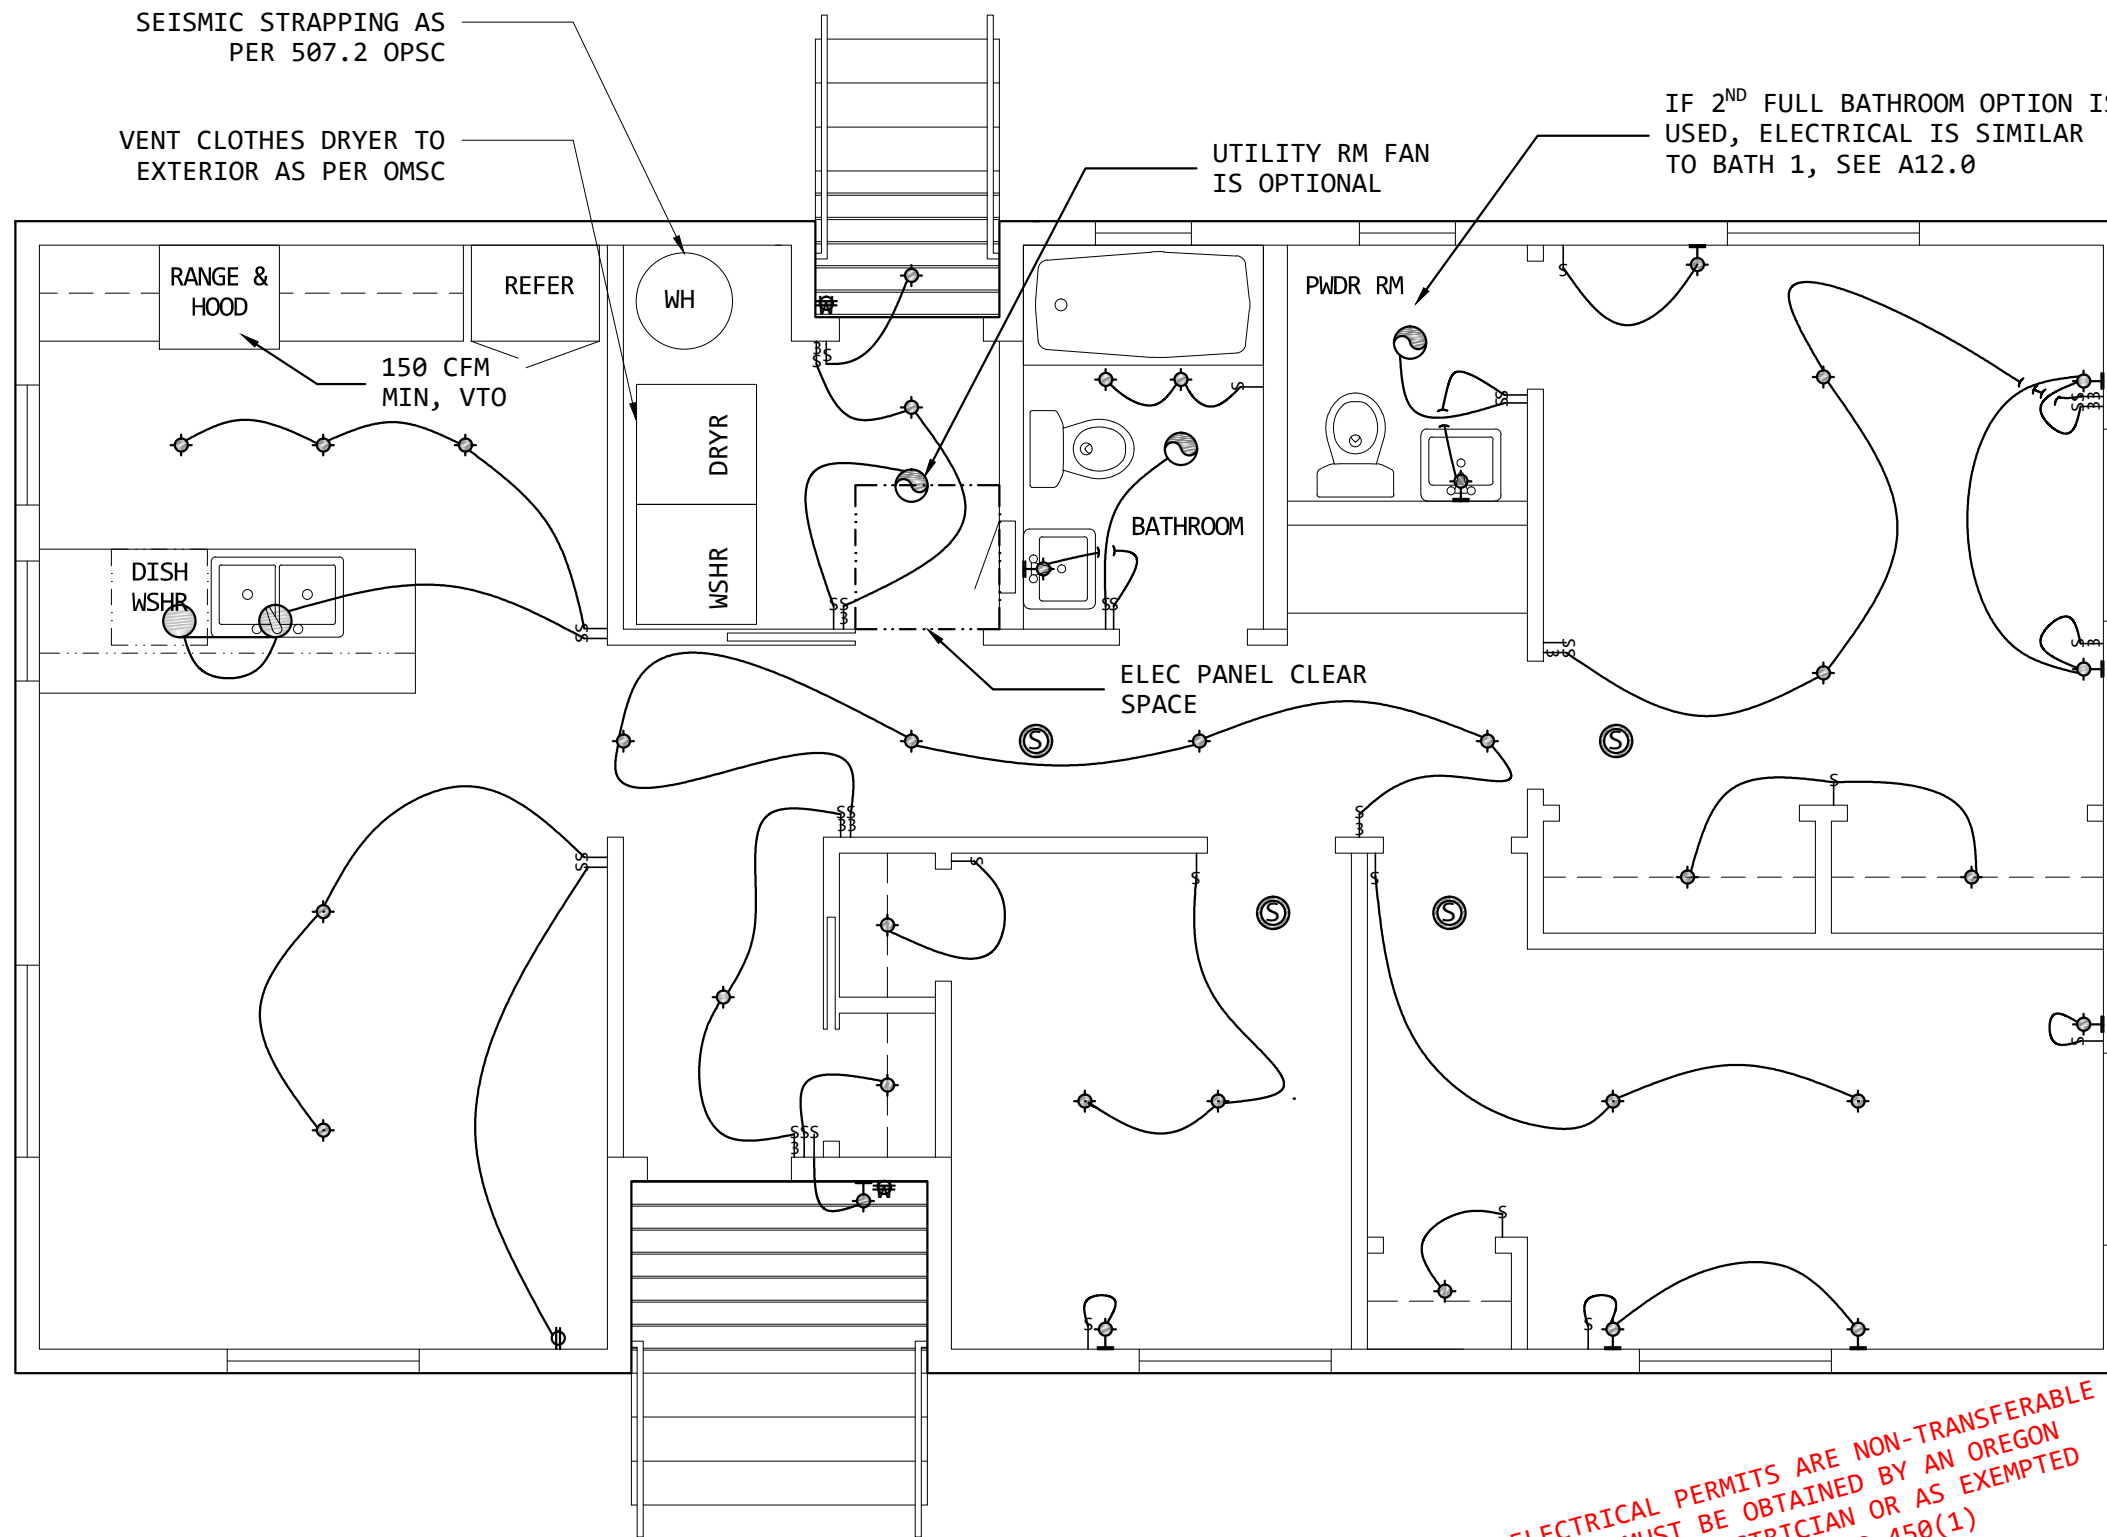 SEISMIC STRAPPING AS
PER 507.2 OPSC
VENT CLOTHES DRYER TO
EXTERIOR AS PER OMSC
UTILITY RM FAN
IS OPTIONAL
IF 2ND FULL BATHROOM OPTION IS
USED, ELECTRICAL IS SIMILAR
TO BATH 1, SEE A12.0
RANGE &
HOOD
REFER
WH
PWDR RM
150 CFM
MIN, VTO
DRYR
WSHR
BATHROOM
DISH
WSHR
ELEC PANEL CLEAR
SPACE
S
S
S
S
ELECTRICAL PERMITS ARE NON-TRANSFERABLE
MUST BE OBTAINED BY AN OREGON
OR AS EXEMPTED
450(1)